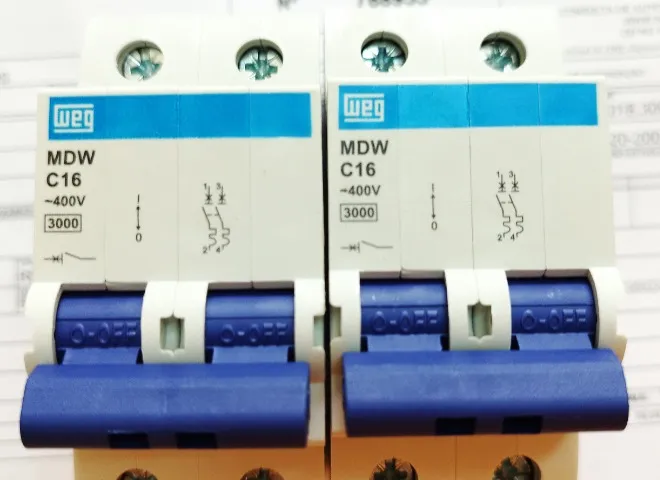 weg
MDW
C16
~400V
3000
I
0
1 3
2 4
O-OFF
O-OFF
weg
MDW
C16
~400V
3000
I
0
1 3
2 4
O-OFF
O-OFF